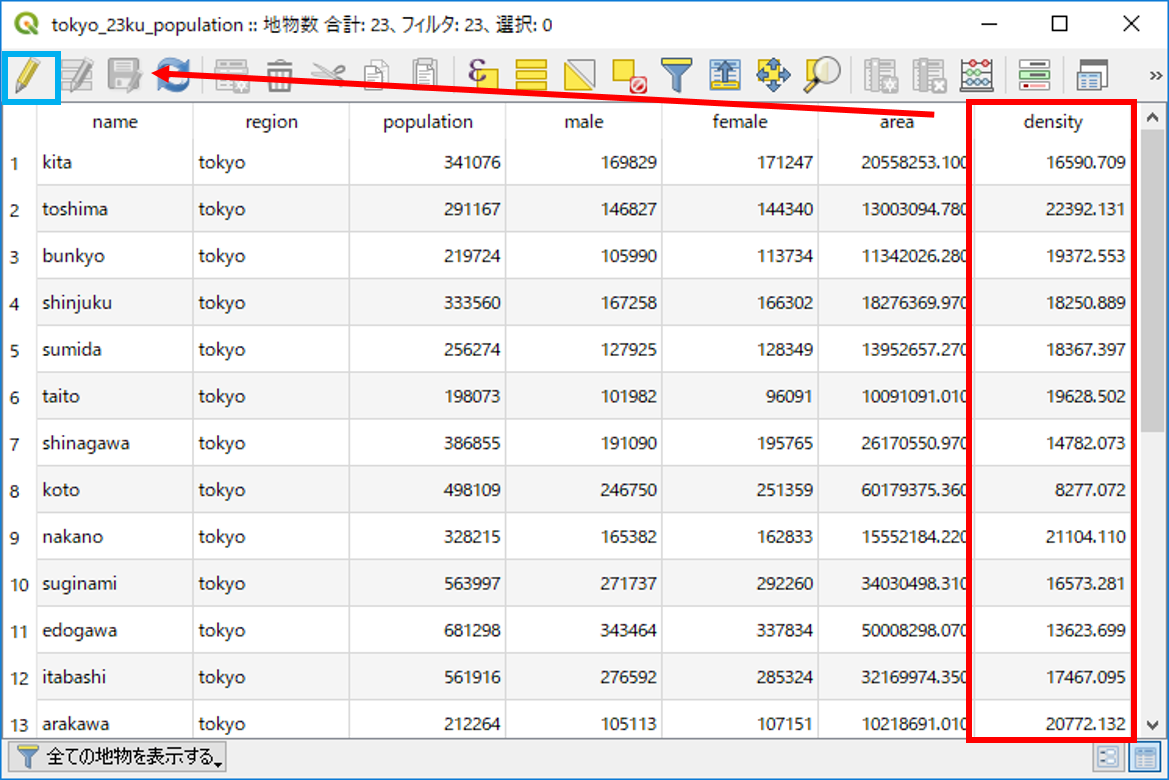 tokyo_23ku_population :: 地物数 合計: 23、フィルタ: 23、選択: 0
name region population male female area density
1 kita tokyo 341076 169829 171247 20558253.100 16590.709
2 toshima tokyo 291167 146827 144340 13003094.780 22392.131
3 bunkyo tokyo 219724 105990 113734 11342026.280 19372.553
4 shinjuku tokyo 333560 167258 166302 18276369.970 18250.889
5 sumida tokyo 256274 127925 128349 13952657.270 18367.397
6 taito tokyo 198073 101982 96091 10091091.010 19628.502
7 shinagawa tokyo 386855 191090 195765 26170550.970 14782.073
8 koto tokyo 498109 246750 251359 60179375.360 8277.072
9 nakano tokyo 328215 165382 162833 15552184.220 21104.110
10 suginami tokyo 563997 271737 292260 34030498.310 16573.281
11 edogawa tokyo 681298 343464 337834 50008298.070 13623.699
12 itabashi tokyo 561916 276592 285324 32169974.350 17467.095
13 arakawa tokyo 212264 105113 107151 10218691.010 20772.132
全ての地物を表示する